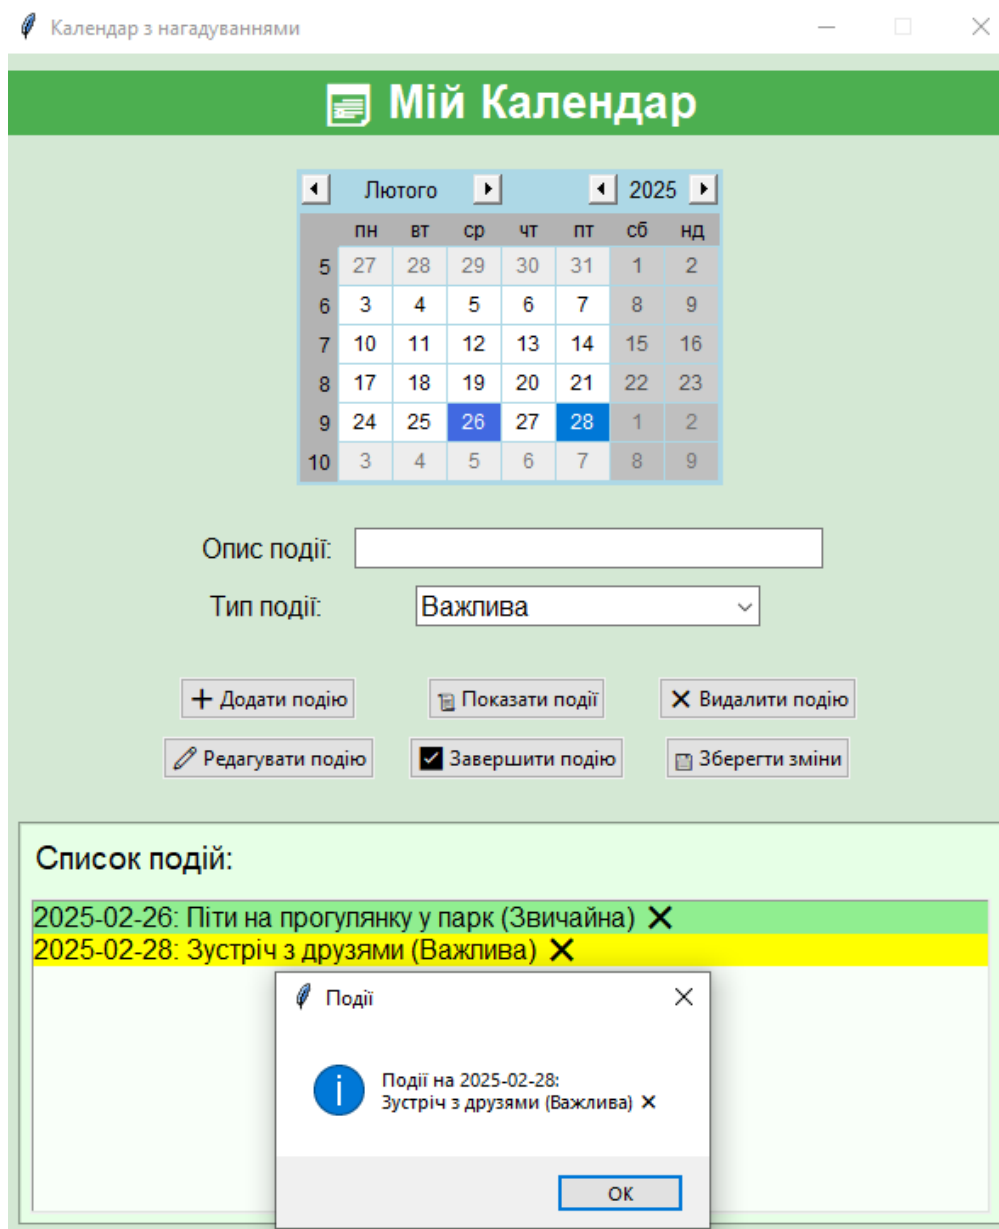 Календар з нагадуваннями
Мій Календар
Лютого 2025
пн вт ср чт пт сб нд
5 27 28 29 30 31 1 2
6 3 4 5 6 7 8 9
7 10 11 12 13 14 15 16
8 17 18 19 20 21 22 23
9 24 25 26 27 28 1 2
10 3 4 5 6 7 8 9
Опис події:
Тип події: Важлива
Додати подію Показати події Видалити подію
Редагувати подію Завершити подію Зберегти зміни
Список подій:
2025-02-26: Піти на прогулянку у парк (Звичайна) ❌
2025-02-28: Зустріч з друзями (Важлива) ❌
Події
Події на 2025-02-28:
Зустріч з друзями (Важлива) ❌
OK